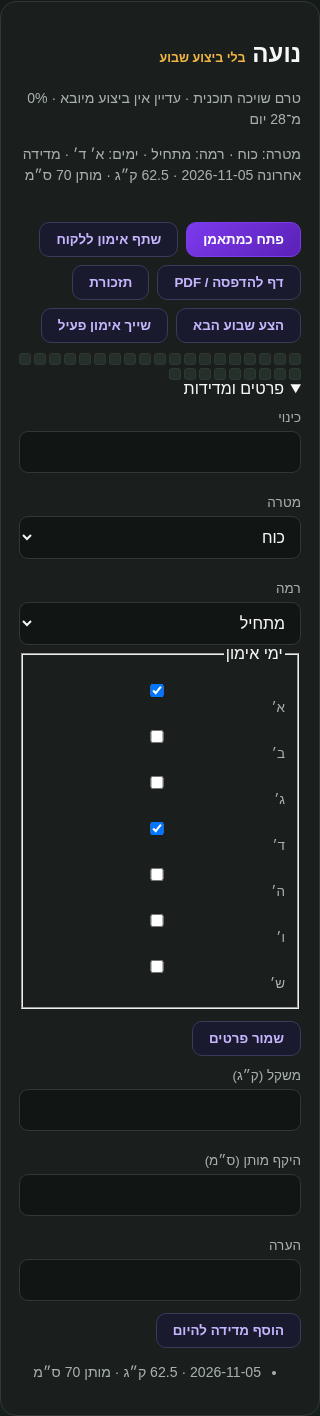 נועה בלי ביצוע שבוע
טרם שויכה תוכנית · עדיין אין ביצוע מיובא · 0%
מ־28 יום
מטרה: כוח · רמה: מתחיל · ימים: א׳ ד׳ · מדידה
אחרונה 2026-11-05 · 62.5 ק״ג · מותן 70 ס״מ
פתח כמתאמן שתף אימון ללקוח
דף להדפסה / PDF תזכורת
הצע שבוע הבא שייך אימון פעיל
פרטים ומדידות
כינוי
מטרה
כוח
רמה
מתחיל
ימי אימון
א׳
ב׳
ג׳
ד׳
ה׳
ו׳
ש׳
שמור פרטים
משקל (ק״ג)
היקף מותן (ס״מ)
הערה
הוסף מדידה להיום
2026-11-05 · 62.5 ק״ג · מותן 70 ס״מ